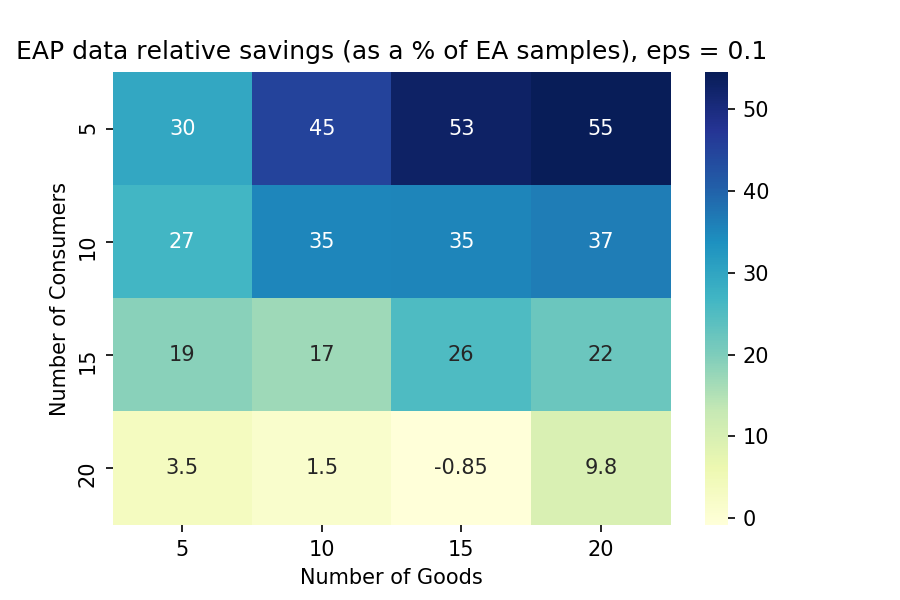 EAP data relative savings (as a % of EA samples), eps = 0.1
Number of Consumers
5 30 45 53 55
10 27 35 35 37
15 19 17 26 22
20 3.5 1.5 -0.85 9.8
5 10 15 20
Number of Goods
50
40
30
20
10
0